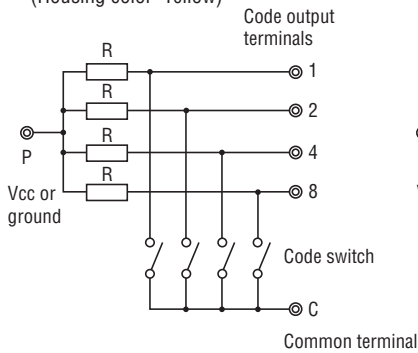 (Housing color "Yellow")
Code output
terminals
R
1
R
2
R
4
P
R
8
Vcc or
ground
Code switch
C
Common terminal